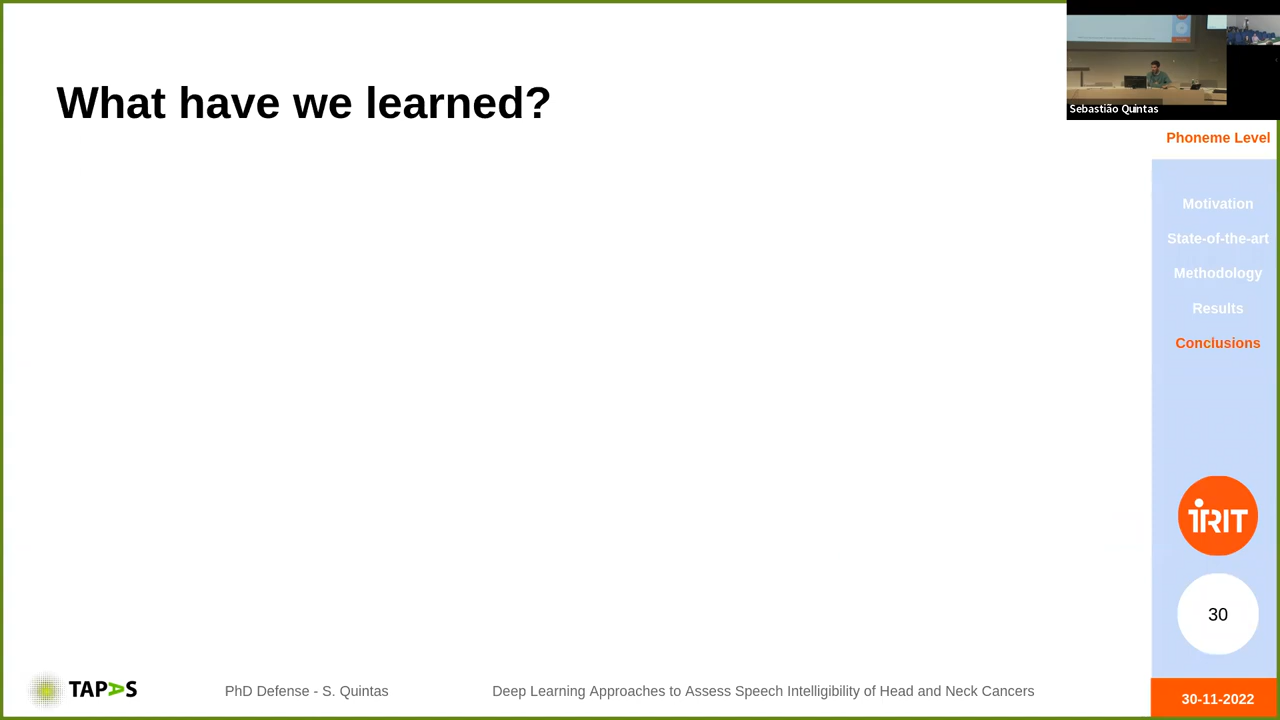 What have we learned?
Sebastião Quintas
Phoneme Level
Motivation
State-of-the-art
Methodology
Results
Conclusions
iRIT
30
TAPAS
PhD Defense - S. Quintas
Deep Learning Approaches to Assess Speech Intelligibility of Head and Neck Cancers
30-11-2022